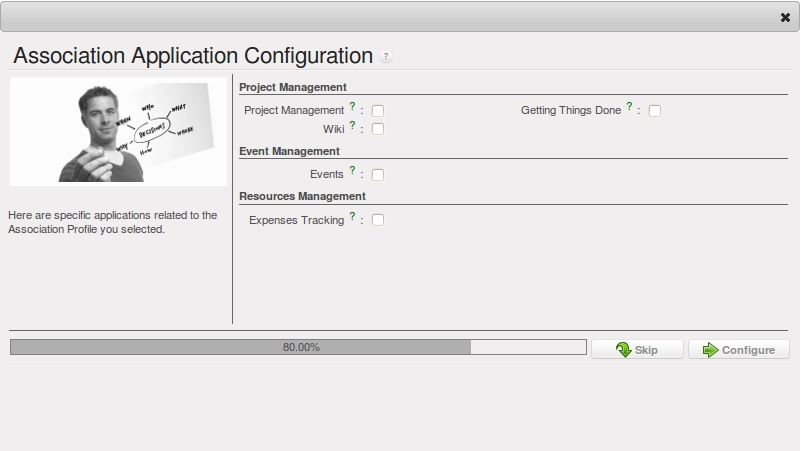 Association Application Configuration ?
WHO
WHAT
WHEN
DECISIONS
WHERE
WHY
HOW
Here are specific applications related to the
Association Profile you selected.
Project Management
Project Management ? :
Getting Things Done ? :
Wiki ? :
Event Management
Events ? :
Resources Management
Expenses Tracking ? :
80.00%
Skip
Configure